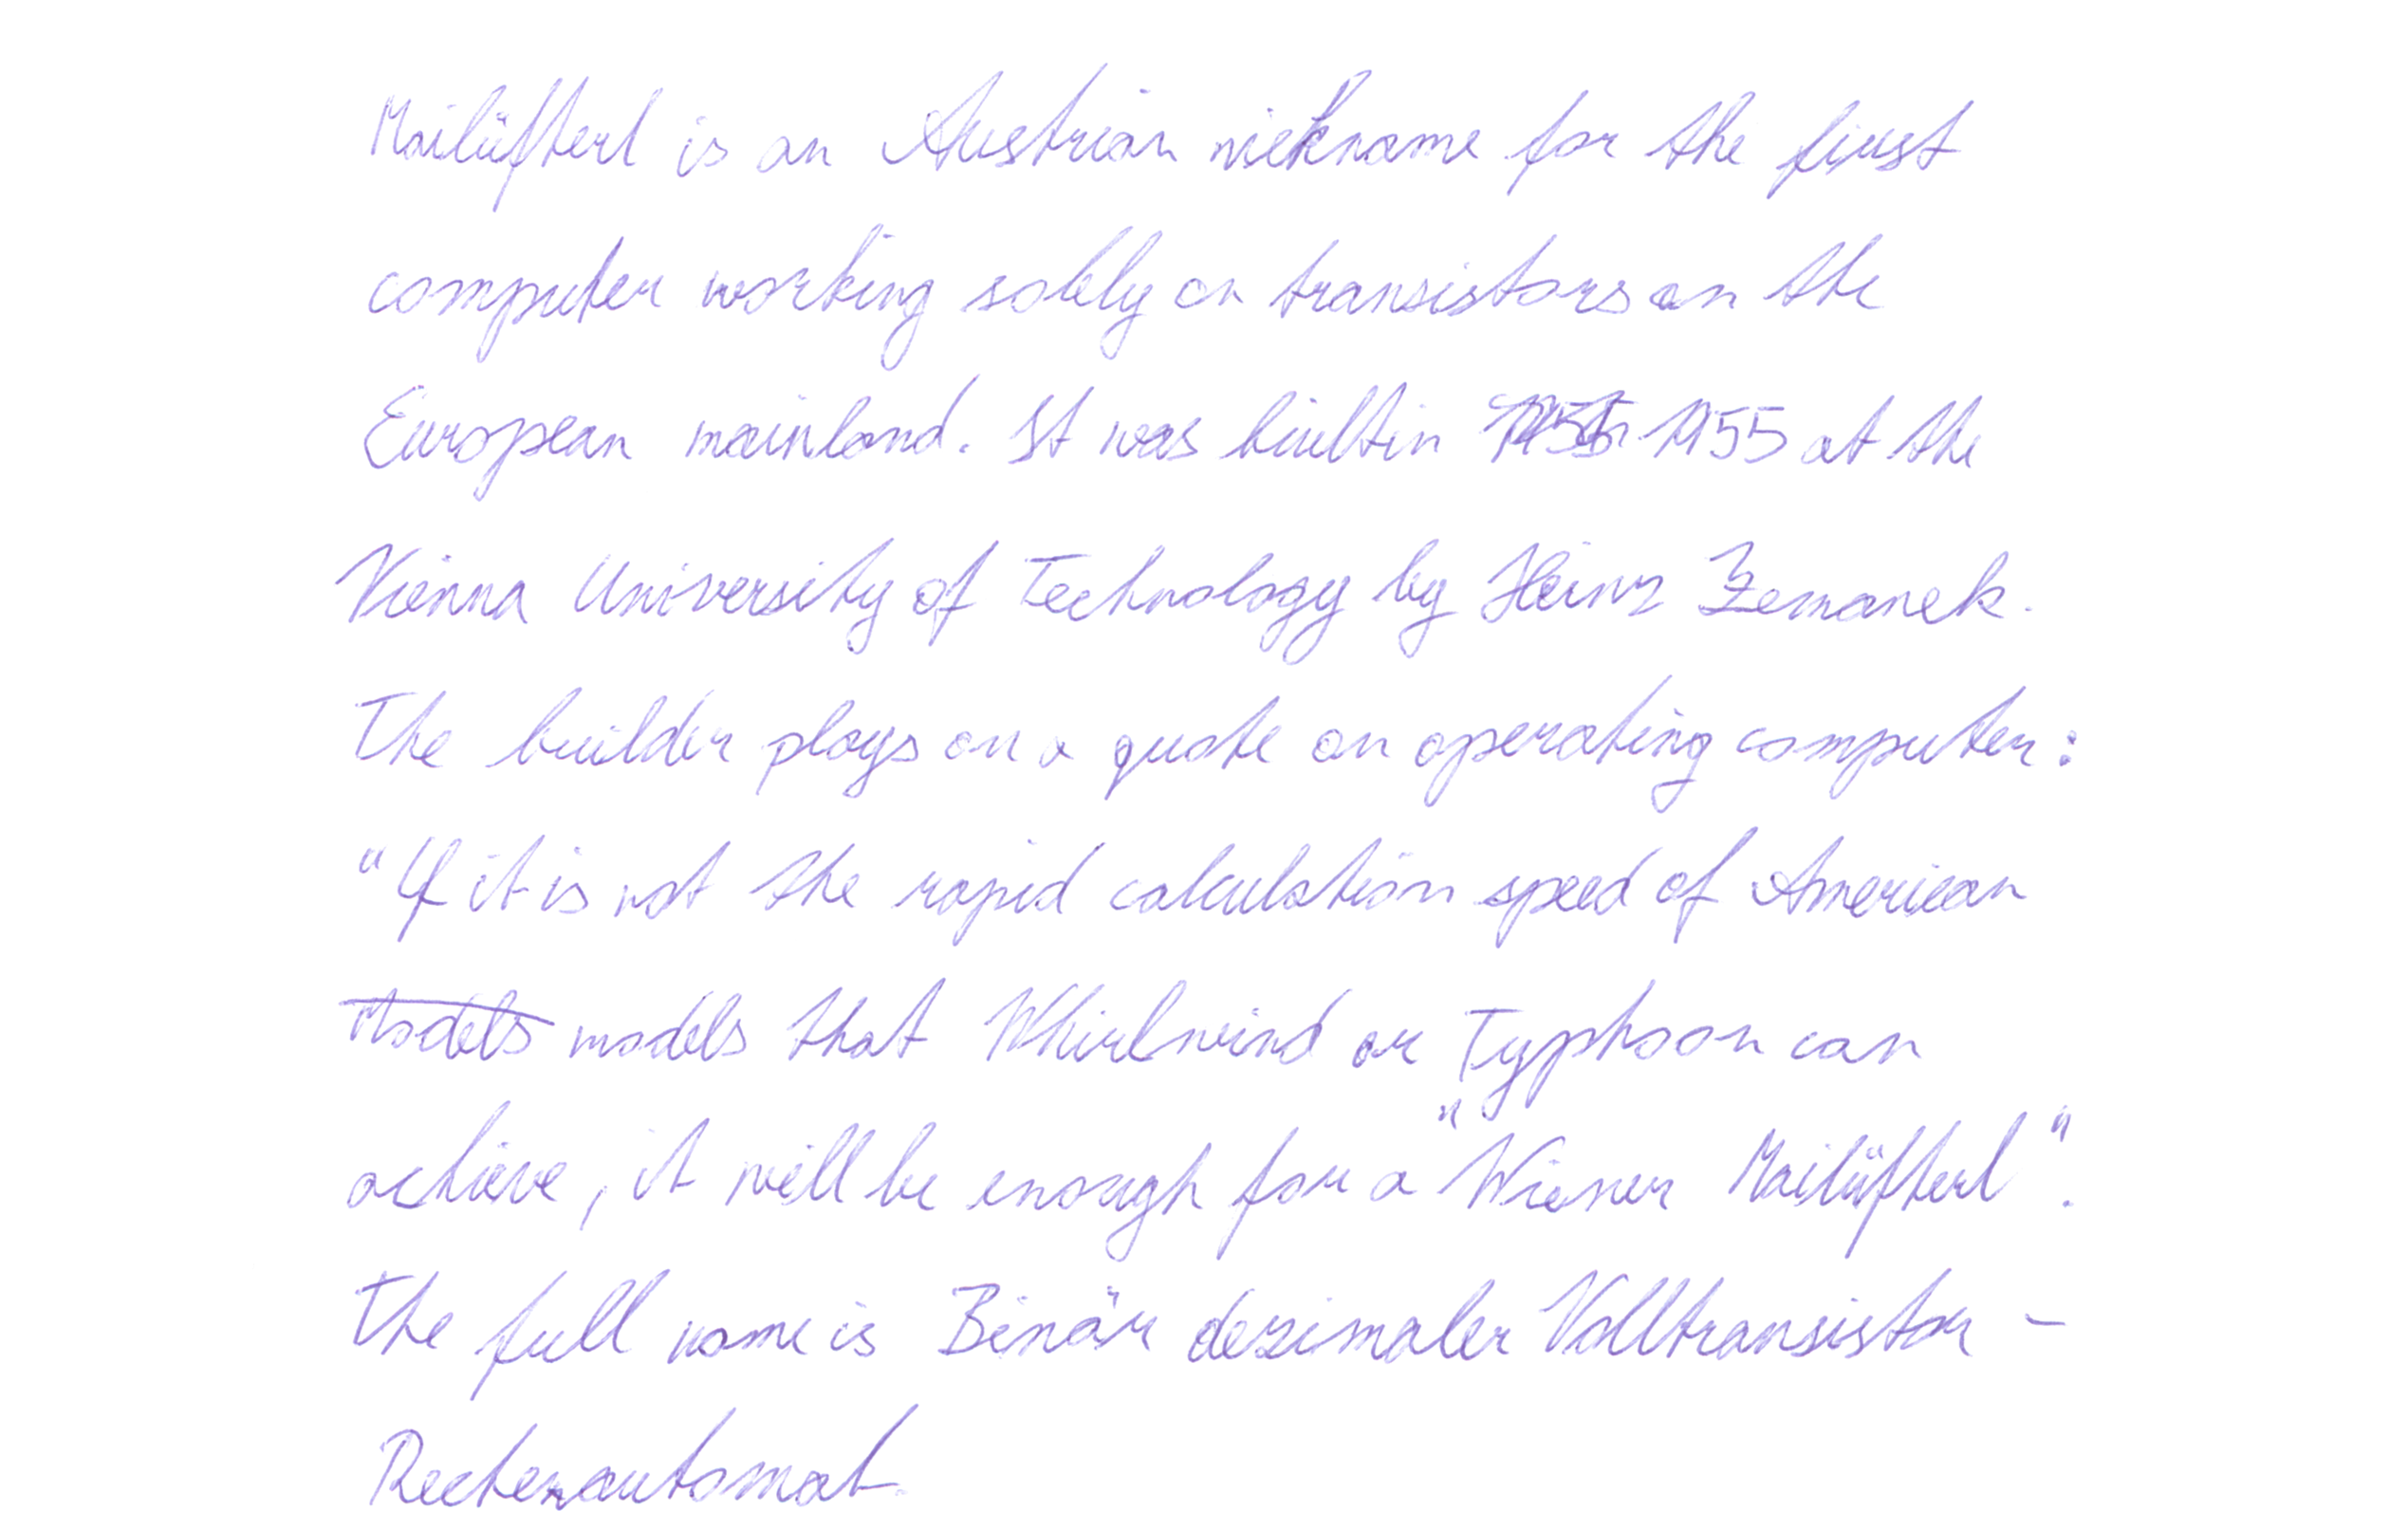 Mailüfterl is an Austrian nickname for the first
computer working solely on transistors on the
European mainland. It was built in 1955 at the
Vienna University of Technology by Heinz Zemanek.
The builder plays on a quote on operating computer:
"If it is not the rapid calculation speed of American
Models models that Whirlwind or Typhoon can
achieve, it will be enough for a "Wiener Mailüfterl".
The full name is Binär dezimaler Volltransistor-
Rechenautomat.